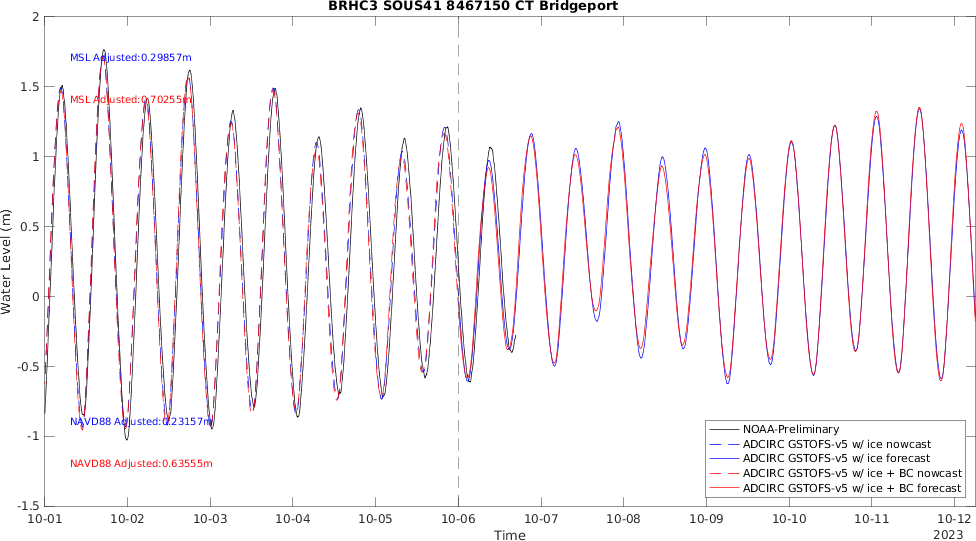 BRHC3 SOUS41 8467150 CT Bridgeport
2
1.5
1
0.5
0
-0.5
-1
-1.5
Water Level (m)
MSL Adjusted:0.29857m
MSL Adjusted:0.70255m
NAVD88 Adjusted:0.23157m
NAVD88 Adjusted:0.63555m
NOAA-Preliminary
ADCIRC GSTOFS-v5 w/ ice nowcast
ADCIRC GSTOFS-v5 w/ ice forecast
ADCIRC GSTOFS-v5 w/ ice + BC nowcast
ADCIRC GSTOFS-v5 w/ ice + BC forecast
10-01 10-02 10-03 10-04 10-05 10-06 10-07 10-08 10-09 10-10 10-11 10-12
Time
2023